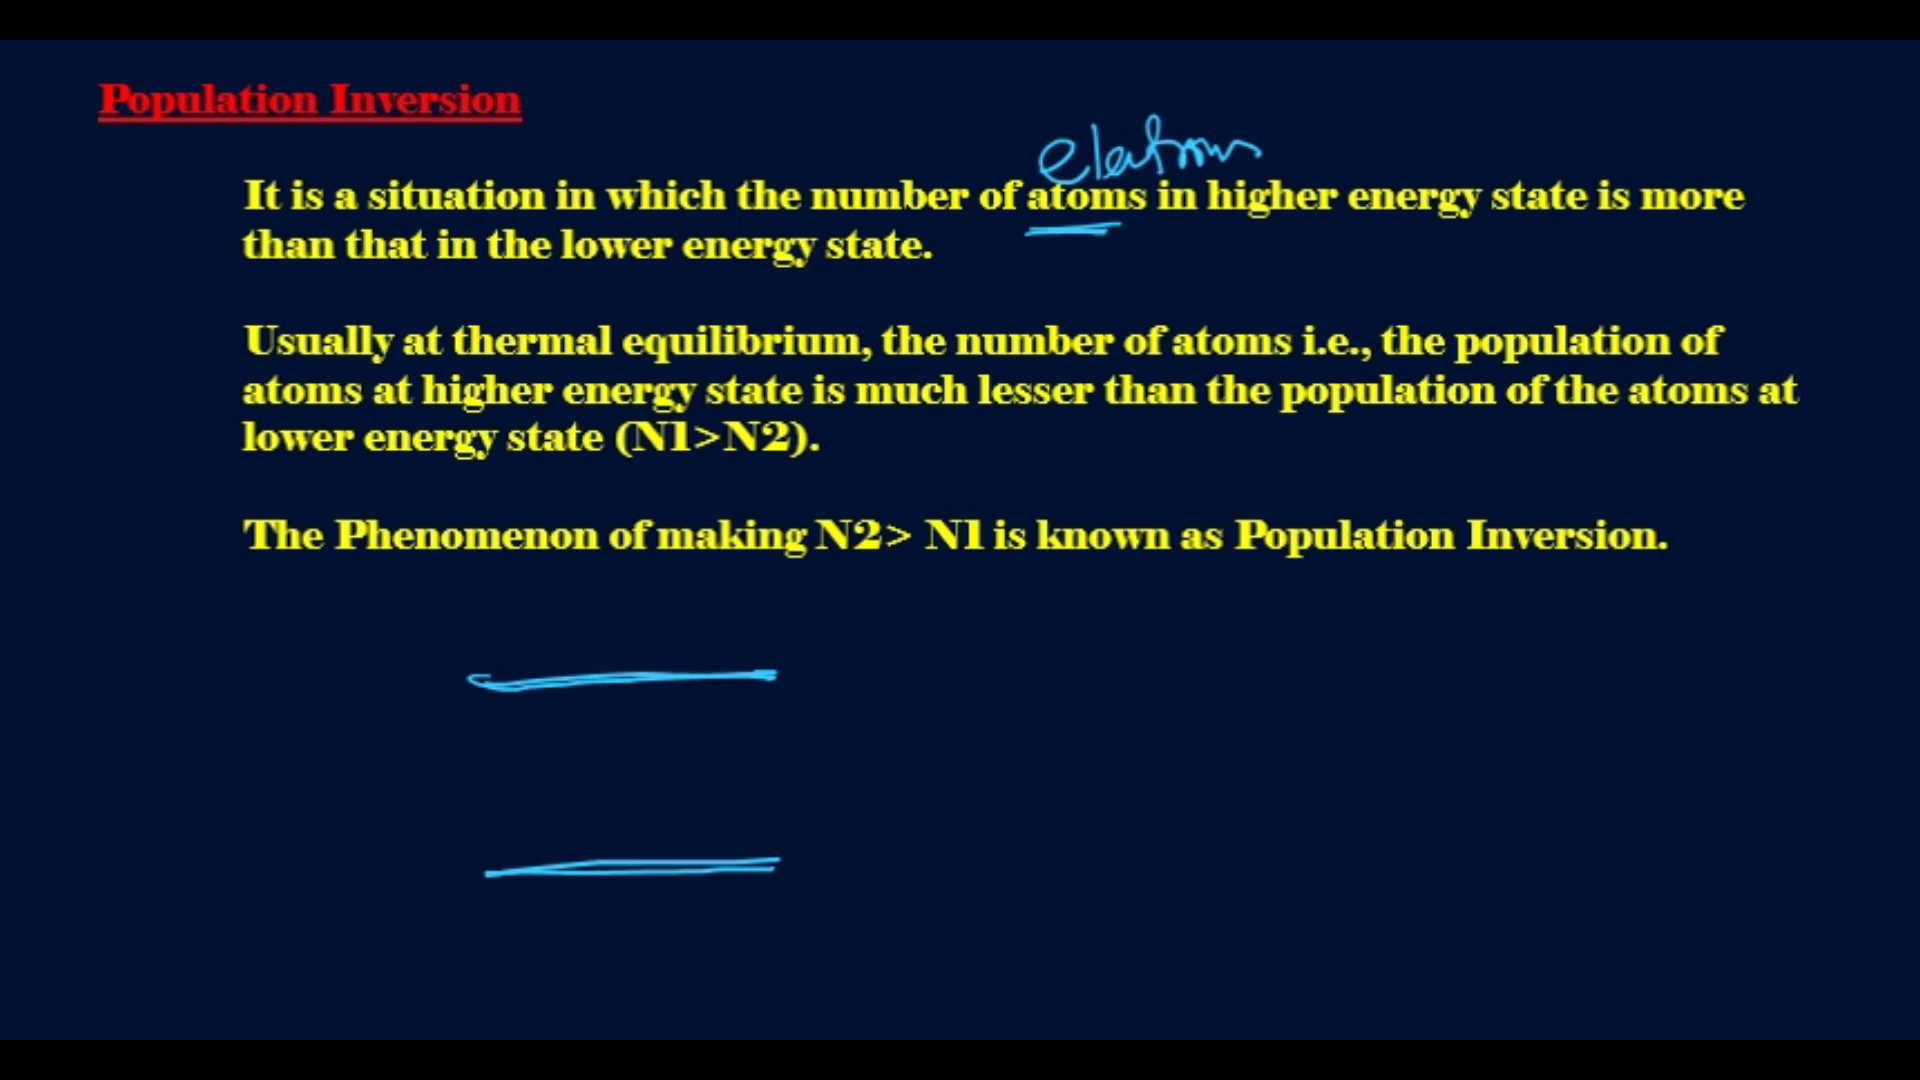 Population Inversion
electrons
It is a situation in which the number of atoms in higher energy state is more
than that in the lower energy state.
Usually at thermal equilibrium, the number of atoms i.e., the population of
atoms at higher energy state is much lesser than the population of the atoms at
lower energy state (N1>N2).
The Phenomenon of making N2> N1 is known as Population Inversion.